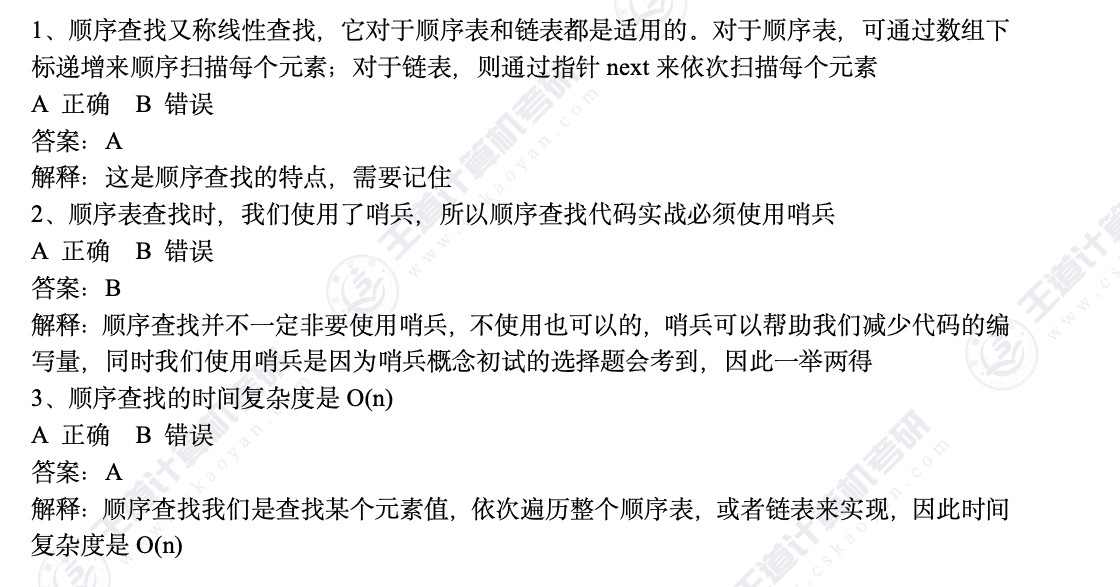 1、顺序查找又称线性查找，它对于顺序表和链表都是适用的．对于顺序表，可通过数组下
标递增来顺序扫描每个元素；对于链表，则通过指针 next 来依次扫描每个元素
A 正确 B 错误
答案：A
解释：这是顺序查找的特点，需要记住
2、顺序表查找时，我们使用了哨兵，所以顺序查找代码实战必须使用哨兵
A 正确 B 错误
答案：B
解释：顺序查找并不一定非要使用哨兵，不使用也可以的，哨兵可以帮助我们减少代码的编
写量，同时我们使用哨兵是因为哨兵概念初试的选择题会考到，因此一举两得
3、顺序查找的时间复杂度是 O(n)
A 正确 B 错误
答案：A
解释：顺序查找我们是查找某个元素值，依次遍历整个顺序表，或者链表来实现，因此时间
复杂度是 O(n)
王道计算机考研
www.cskaoyan.com